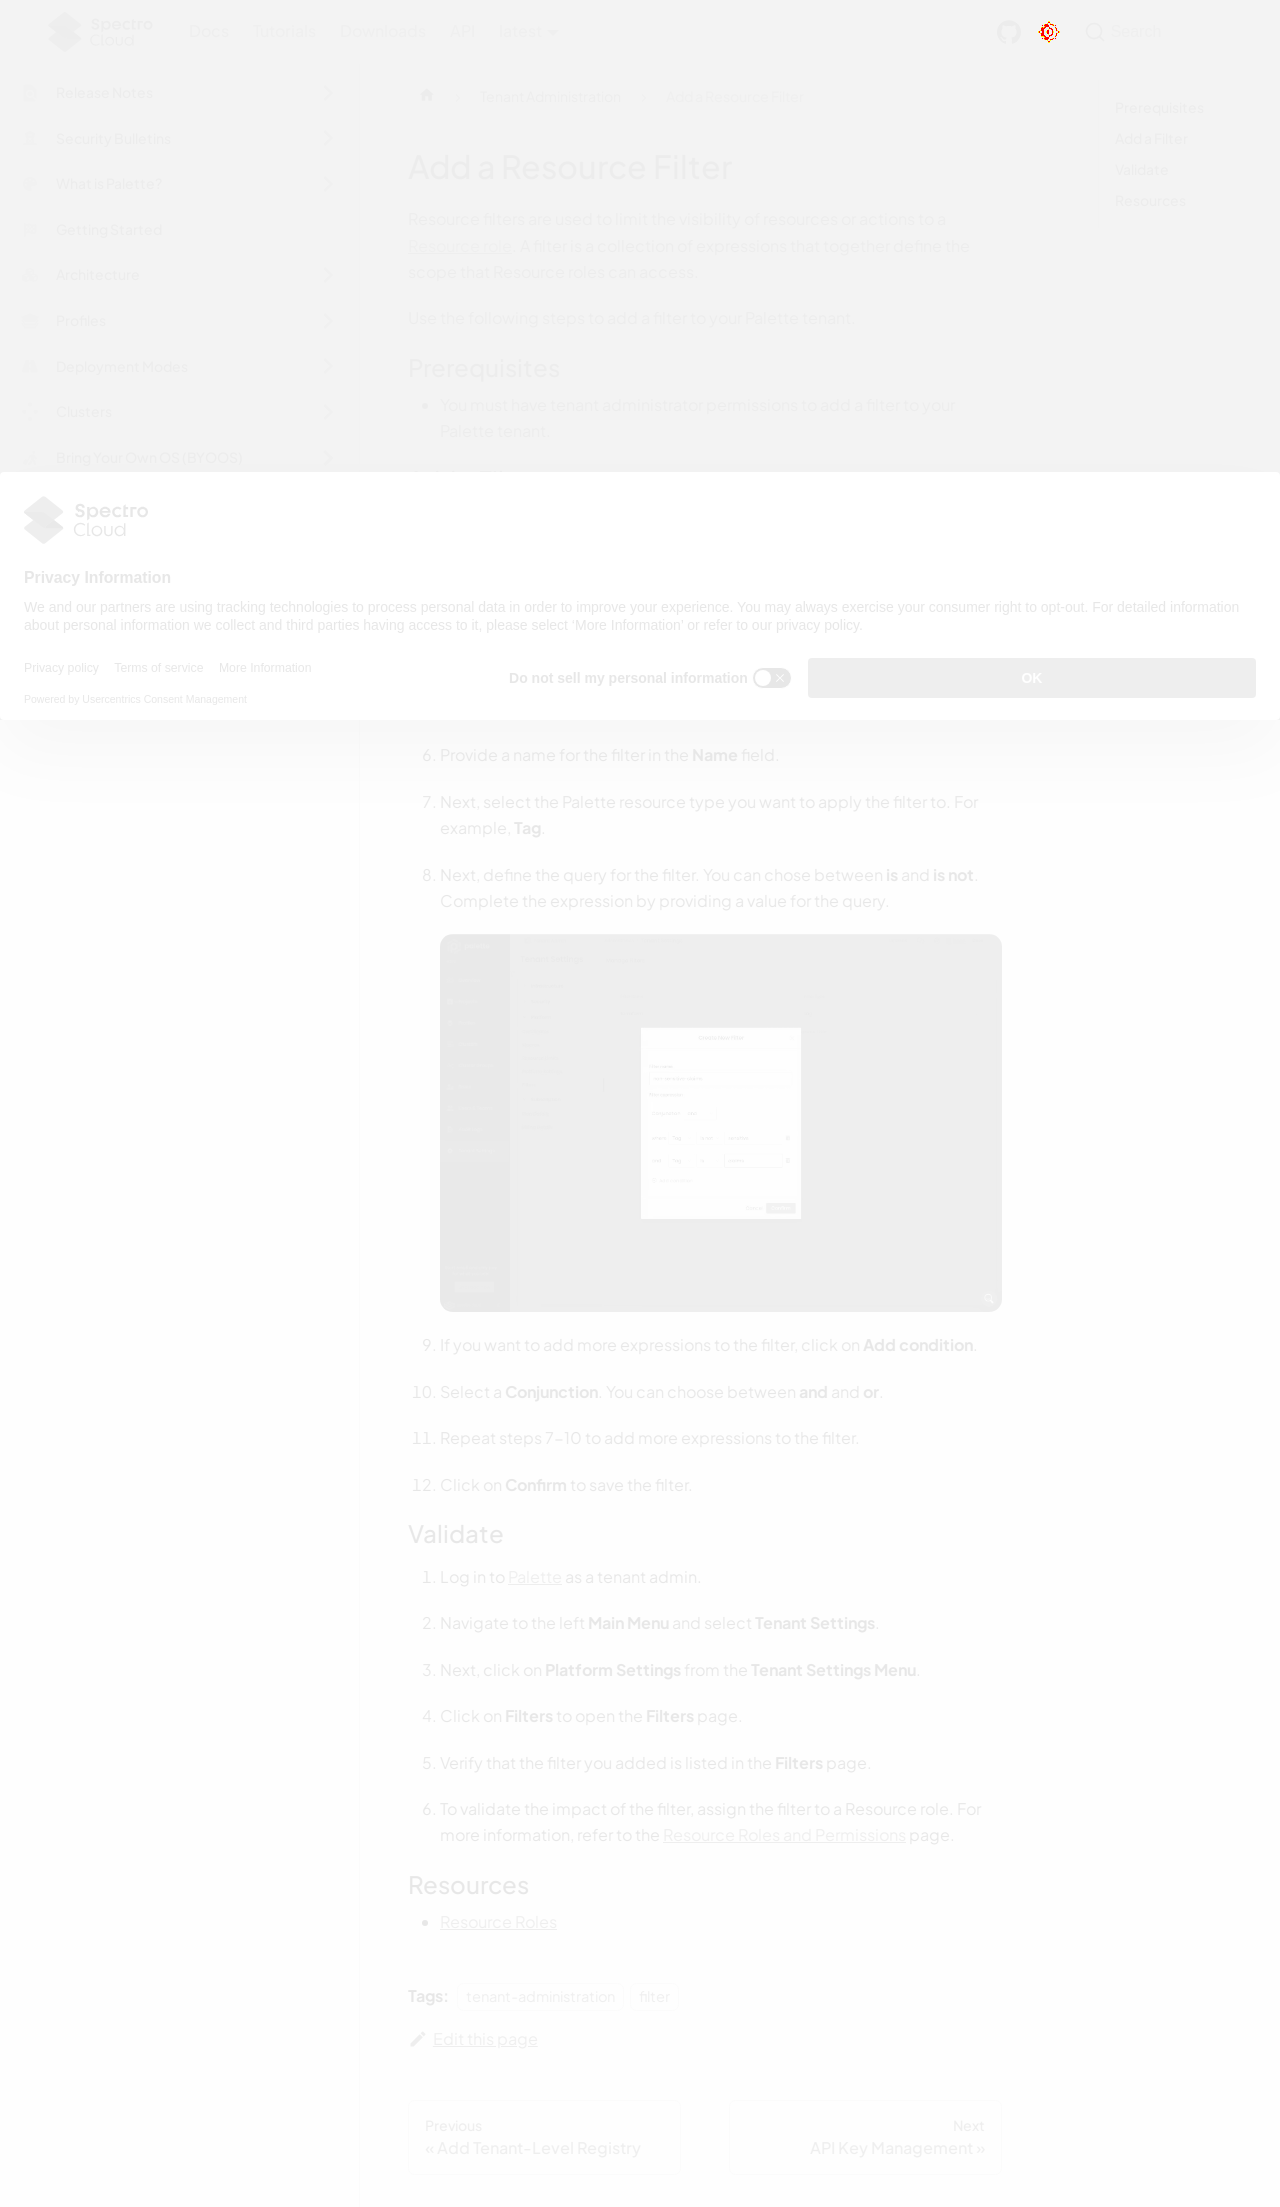 Spectro
Cloud
Docs
Tutorials
Downloads
API
latest
Search
Release Notes
Security Bulletins
What is Palette?
Getting Started
Architecture
Profiles
Deployment Modes
Clusters
Bring Your Own OS (BYOOS)
Tenant Administration
Add a Resource Filter
Prerequisites
Add a Filter
Validate
Resources
Add a Resource Filter
Resource filters are used to limit the visibility of resources or actions to a
Resource role. A filter is a collection of expressions that together define the
scope that Resource roles can access.
Use the following steps to add a filter to your Palette tenant.
Prerequisites
You must have tenant administrator permissions to add a filter to your
Palette tenant.
Spectro
Cloud
Privacy Information
We and our partners are using tracking technologies to process personal data in order to improve your experience. You may always exercise your consumer right to opt-out. For detailed information
about personal information we collect and third parties having access to it, please select 'More Information' or refer to our privacy policy.
Privacy policy
Terms of service
More Information
Do not sell my personal information
OK
Powered by Usercentrics Consent Management
6. Provide a name for the filter in the Name field.
7. Next, select the Palette resource type you want to apply the filter to. For
example, Tag.
8. Next, define the query for the filter. You can chose between is and is not.
Complete the expression by providing a value for the query.
9. If you want to add more expressions to the filter, click on Add condition.
10. Select a Conjunction. You can choose between and and or.
11. Repeat steps 7-10 to add more expressions to the filter.
12. Click on Confirm to save the filter.
Validate
1. Log in to Palette as a tenant admin.
2. Navigate to the left Main Menu and select Tenant Settings.
3. Next, click on Platform Settings from the Tenant Settings Menu.
4. Click on Filters to open the Filters page.
5. Verify that the filter you added is listed in the Filters page.
6. To validate the impact of the filter, assign the filter to a Resource role. For
more information, refer to the Resource Roles and Permissions page.
Resources
Resource Roles
Tags: tenant-administration filter
Edit this page
Previous
« Add Tenant-Level Registry
Next
API Key Management »